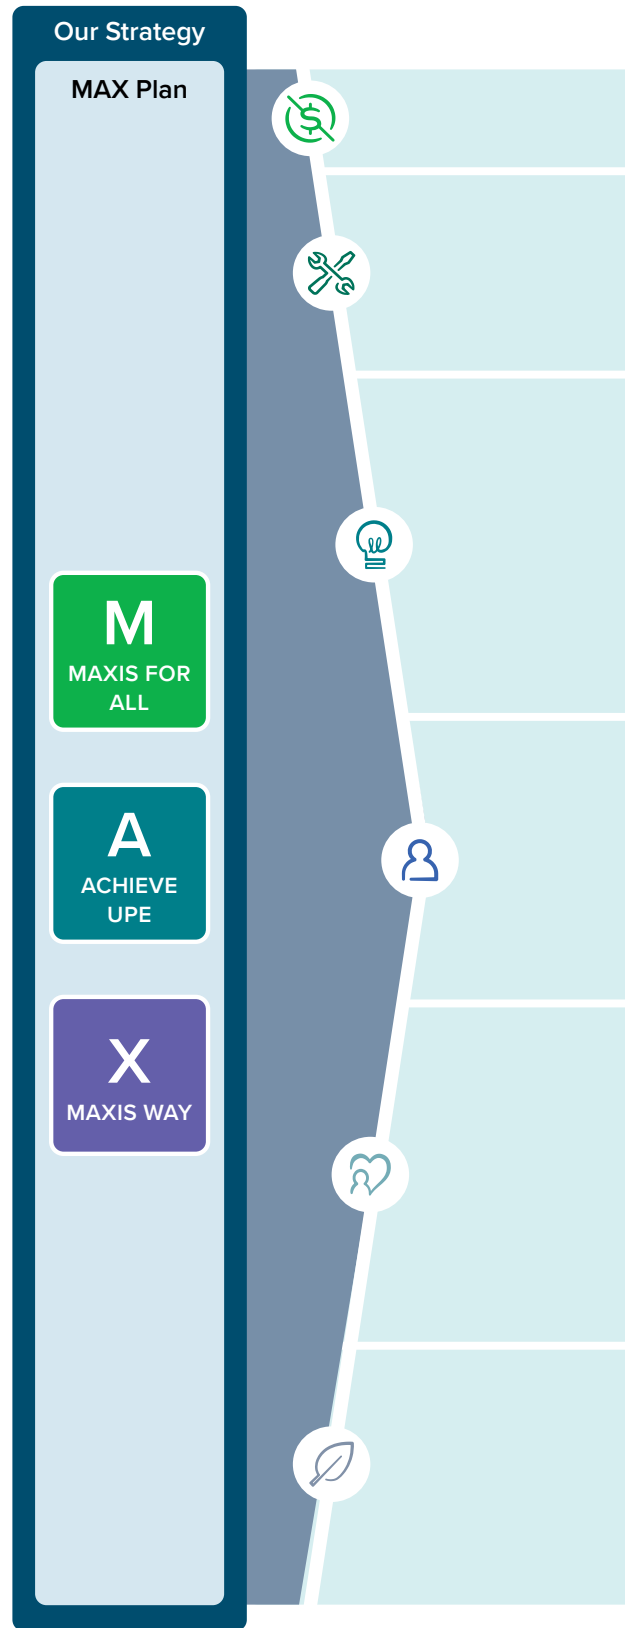 Our Strategy
MAX Plan
M
MAXIS FOR
ALL
A
ACHIEVE
UPE
X
MAXIS WAY